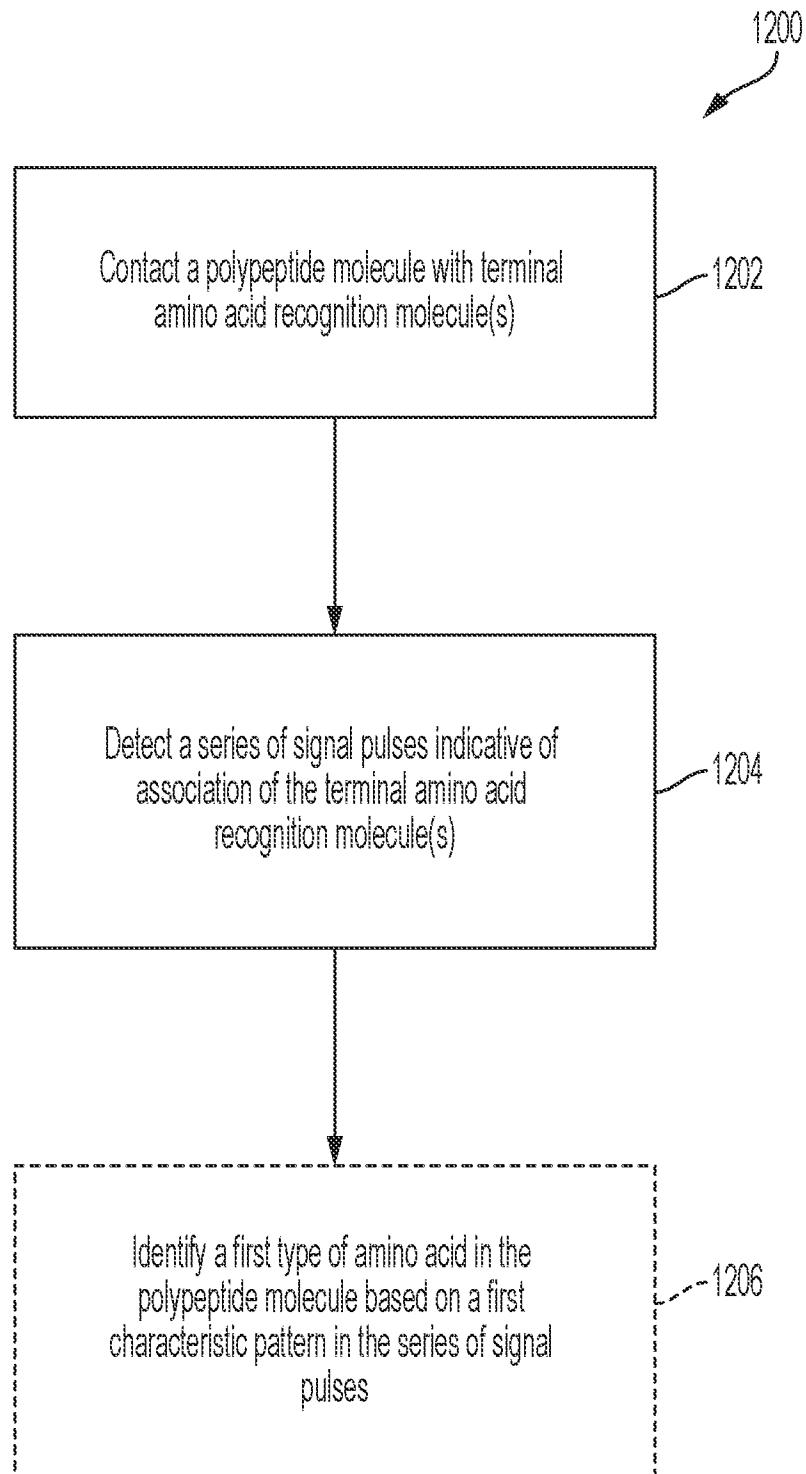 1200
Contact a polypeptide molecule with terminal
amino acid recognition molecule(s)
1202
Detect a series of signal pulses indicative of
association of the terminal amino acid
recognition molecule(s)
1204
Identify a first type of amino acid in the
polypeptide molecule based on a first
characteristic pattern in the series of signal
pulses
1206